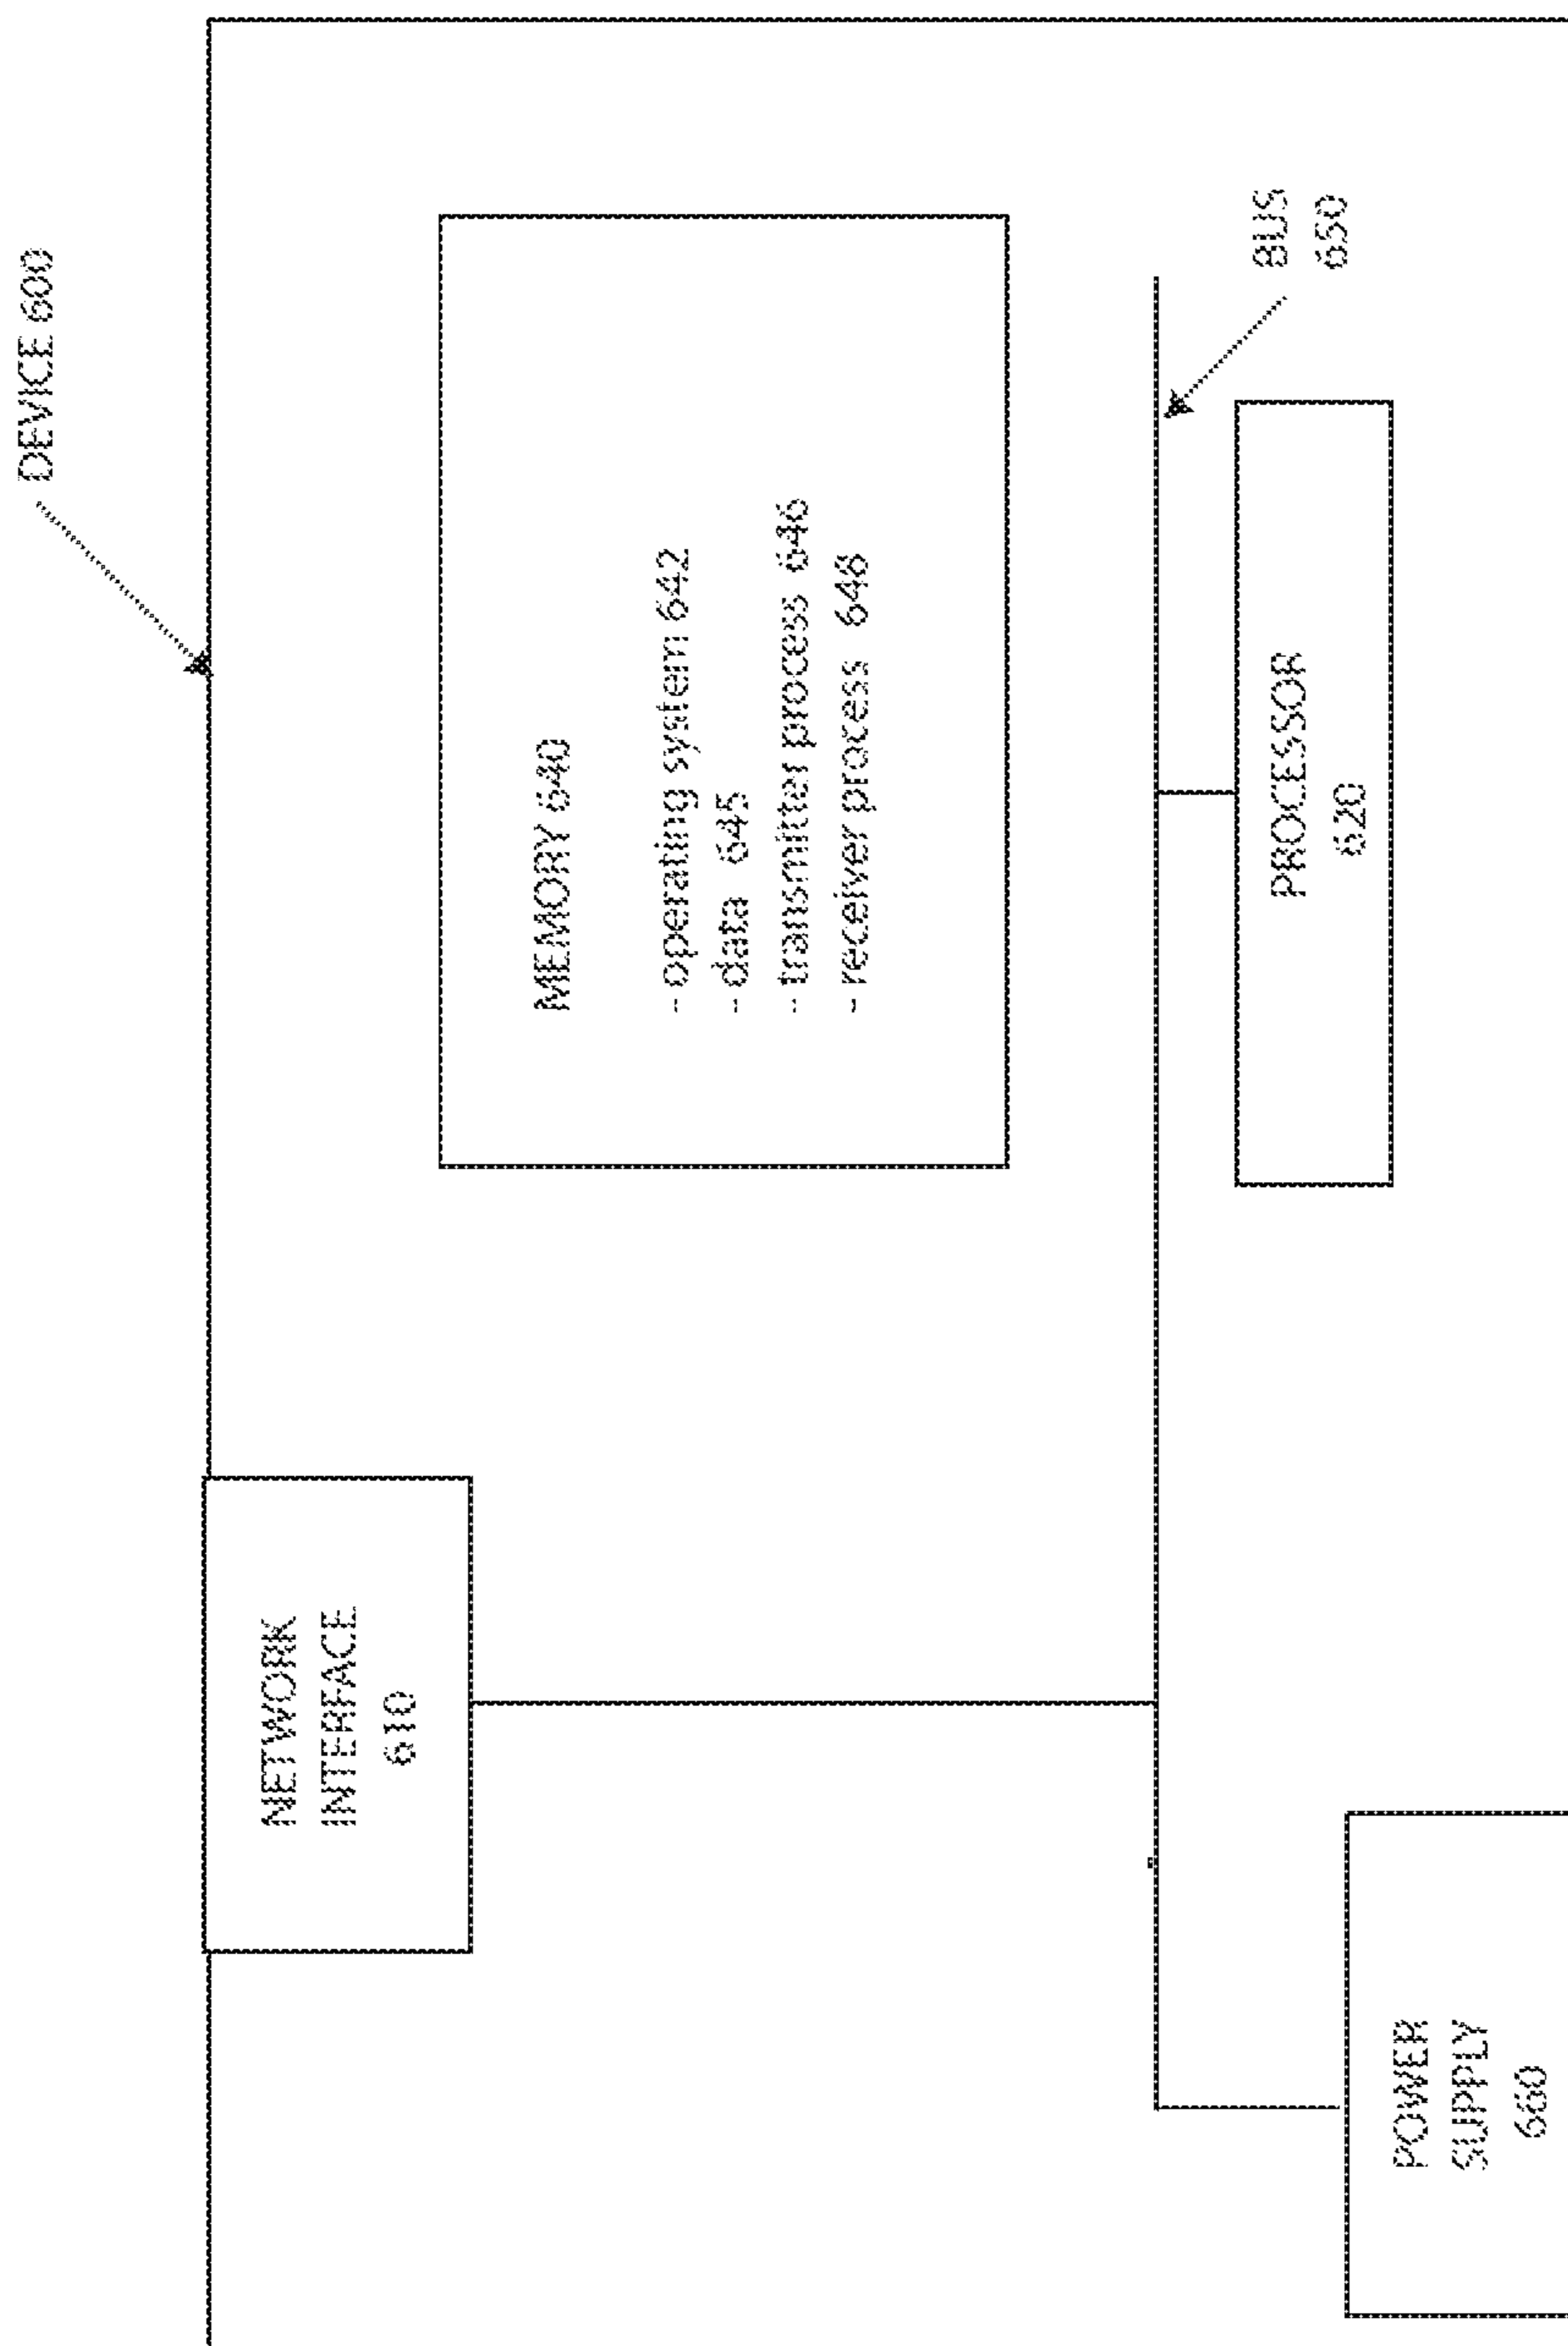 DEVICE 600
NETWORK
INTERFACE
610
MEMORY 640
- operating system 642
- data 645
- transmitter process 646
- receiver process 648
BUS
650
PROCESSOR
620
POWER
SUPPLY
660